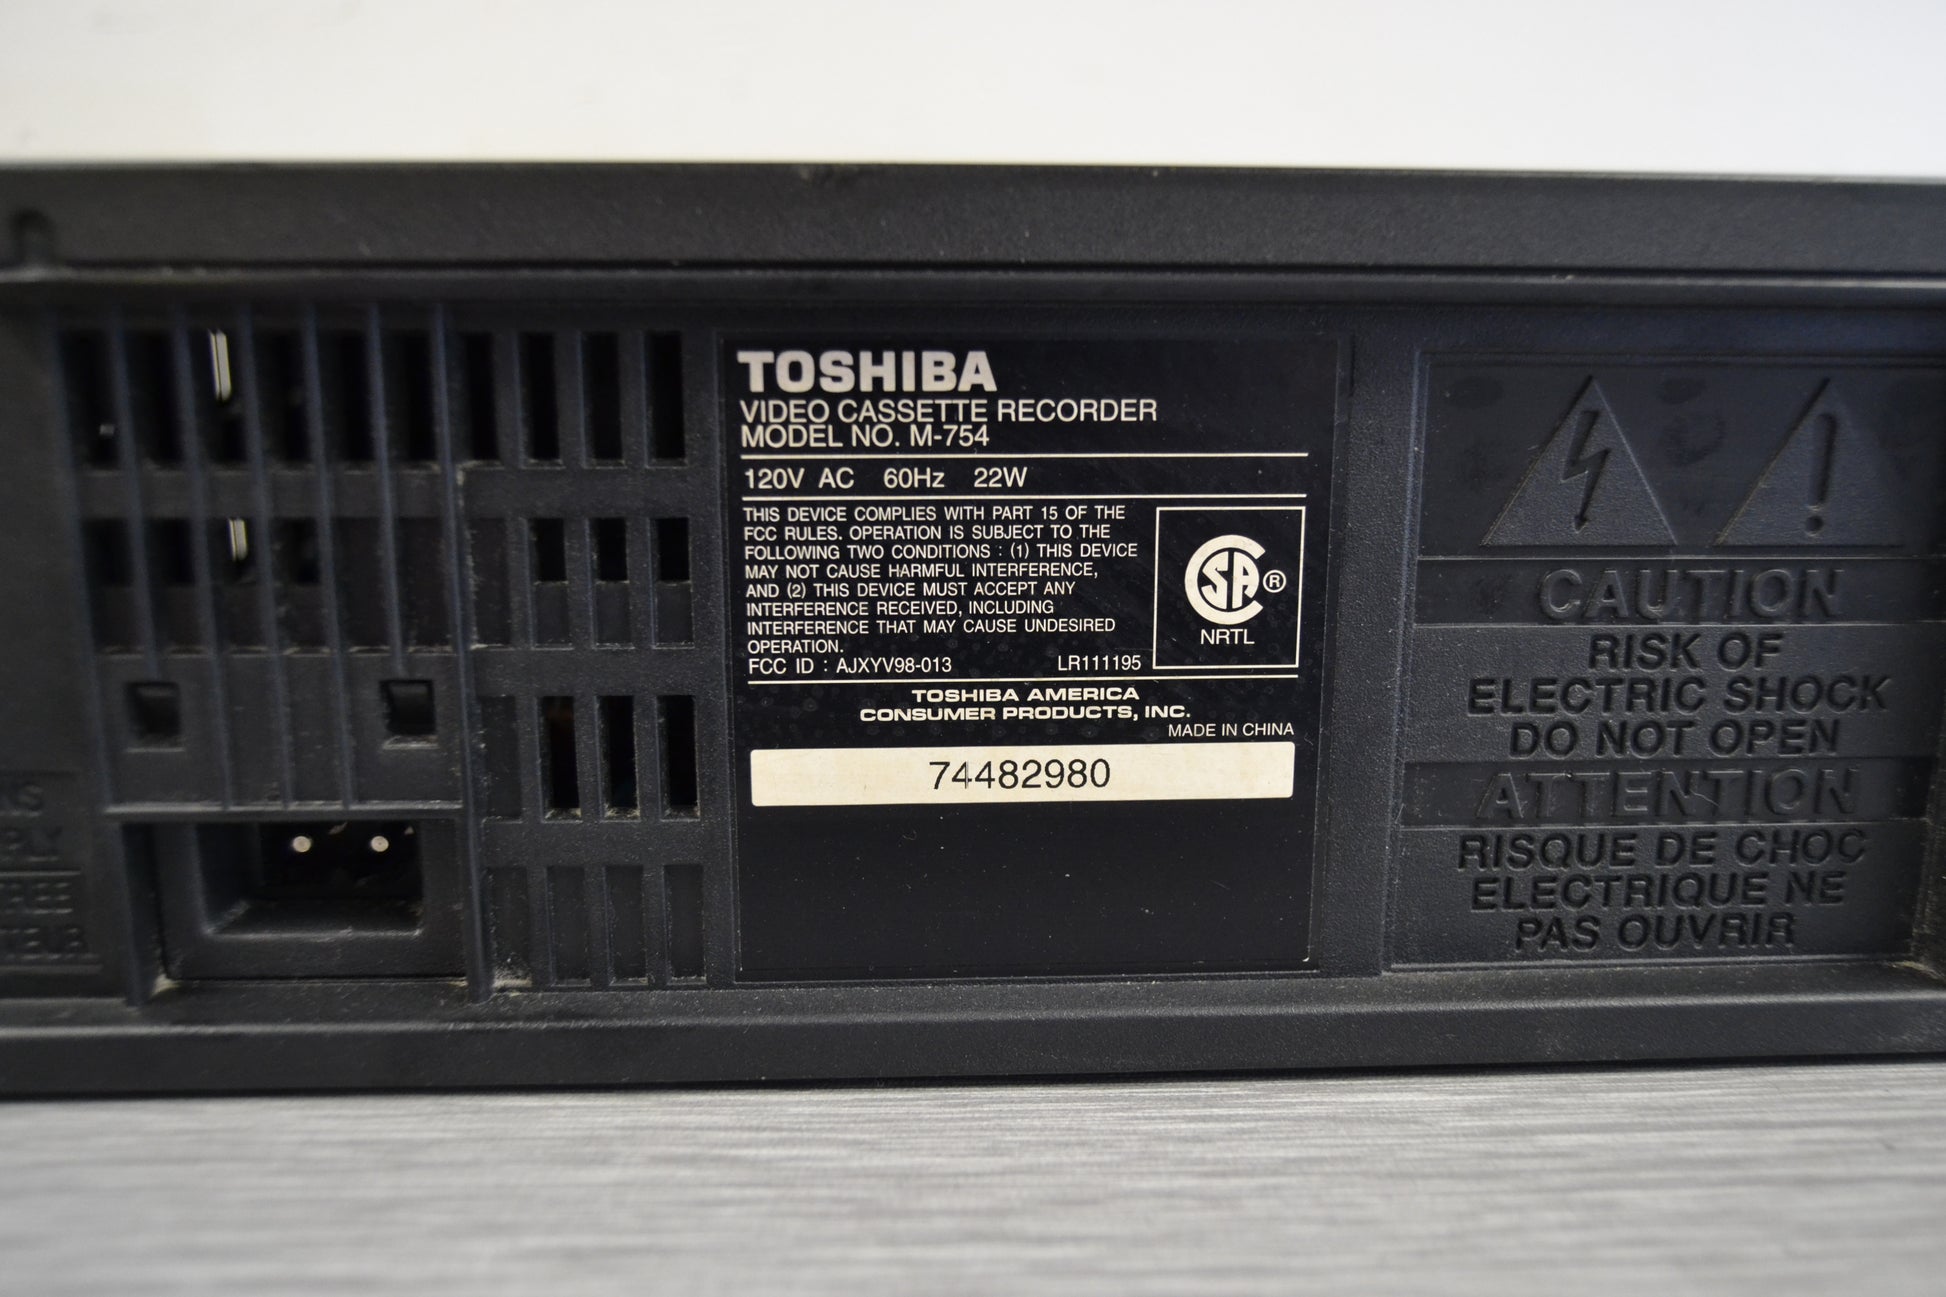 TOSHIBA
VIDEO CASSETTE RECORDER
MODEL NO. M-754
120V AC 60Hz 22W
THIS DEVICE COMPLIES WITH PART 15 OF THE
FCC RULES. OPERATION IS SUBJECT TO THE
FOLLOWING TWO CONDITIONS : (1) THIS DEVICE
MAY NOT CAUSE HARMFUL INTERFERENCE,
AND (2) THIS DEVICE MUST ACCEPT ANY
INTERFERENCE RECEIVED, INCLUDING
INTERFERENCE THAT MAY CAUSE UNDESIRED
OPERATION.
FCC ID : AJXYV98-013 LR111195
SA ®
NRTL
TOSHIBA AMERICA
CONSUMER PRODUCTS, INC.
MADE IN CHINA
74482980
CAUTION
RISK OF
ELECTRIC SHOCK
DO NOT OPEN
ATTENTION
RISQUE DE CHOC
ELECTRIQUE NE
PAS OUVRIR